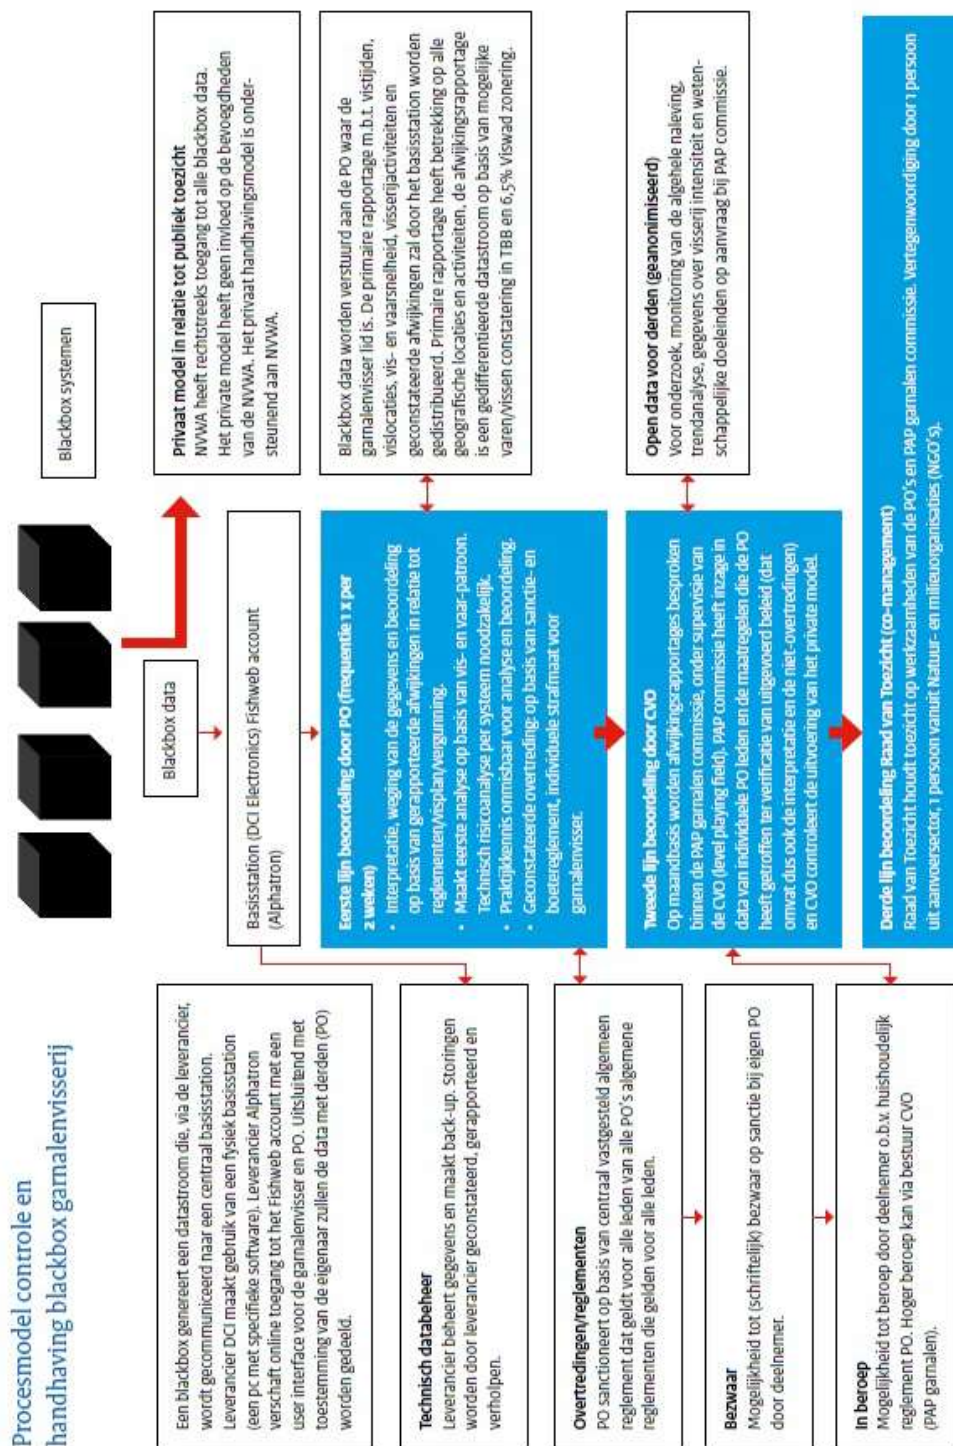 Procesmodel controle en
handhaving blackbox garnalenvisserij
Blackbox systemen
Blackbox data
Privaat model in relatie tot publiek toezicht
NVWA heeft rechtstreeks toegang tot alle blackbox data.
Het private model heeft geen invloed op de bevoegdheden
van de NVWA. Het privaat handhavingsmodel is onder-
steunend aan NVWA.
Een blackbox genereert een datastroom die, via de leverancier,
wordt gecommuniceerd naar een centraal basisstation.
Leverancier DCI maakt gebruik van een fysiek basisstation
(een pc met specifieke software). Leverancier Alphatron
verschaft online toegang tot het Fishweb account met een
user interface voor de garnalenvisser en PO. Uitsluitend met
toestemming van de eigenaar zullen de data met derden (PO)
worden gedeeld.
Basisstation (DCI Electronics) Fishweb account
(Alphatron)
Blackbox data worden verstuurd aan de PO waar de
garnalenvisser lid is. De primaire rapportage m.b.t. vistijden,
vislocaties, vis- en vaarsnelheid, visserijactiviteiten en
geconstateerde afwijkingen zal door het basisstation worden
gedistribueerd. Primaire rapportage heeft betrekking op alle
geografische locaties en activiteiten, de afwijkingsrapportage
is een gedifferentieerde datastroom op basis van mogelijke
varen/vissen constatering in TBB en 6,5% VIswad zonering.
Eerste lijn beoordeling door PO (frequentie 1 x per
2 weken)
• Interpretatie, weging van de gegevens en beoordeling
op basis van gerapporteerde afwijkingen in relatie tot
reglementen/visplan/vergunning.
• Maakt eerste analyse op basis van vis- en vaar-patroon.
Technisch risicoanalyse per systeem noodzakelijk.
• Praktijkkennis onmisbaar voor analyse en beoordeling.
• Geconstateerde overtreding: op basis van sanctie- en
boetereglement, individuele strafmaat voor
garnalenvisser.
Technisch databeheer
Leverancier beheert gegevens en maakt back-up. Storingen
worden door leverancier geconstateerd, gerapporteerd en
verholpen.
Overtredingen/reglementen
PO sanctioneert op basis van centraal vastgesteld algemeen
reglement dat geldt voor alle leden van alle PO's algemene
reglementen die gelden voor alle leden.
Tweede lijn beoordeling door CVO
Op maandbasis worden afwijkingsrapportages besproken
binnen de PAP garnalen commissie, onder supervisie van
de CVO (level playing field). PAP commissie heeft inzage in
data van individuele PO leden en de maatregelen die de PO
heeft getroffen ter verificatie van uitgevoerd beleid (dat
omvat dus ook de interpretatie en de niet-overtredingen)
en CVO controleert de uitvoering van het private model.
Open data voor derden (geanonimiseerd)
Voor onderzoek, monitoring van de algehele naleving,
trendanalyse, gegevens over visserij intensiteit en weten-
schappelijke doeleinden op aanvraag bij PAP commissie.
Bezwaar
Mogelijkheid tot (schriftelijk) bezwaar op sanctie bij eigen PO
door deelnemer.
In beroep
Mogelijkheid tot beroep door deelnemer o.b.v. huishoudelijk
reglement PO. Hoger beroep kan via bestuur CVO
(PAP garnalen).
Derde lijn beoordeling Raad van Toezicht (co-management)
Raad van Toezicht houdt toezicht op werkzaamheden van de PO's en PAP garnalen commissie. Vertegenwoordiging door 1 persoon
uit aanvoersector, 1 persoon vanuit Natuur- en milieuorganisaties (NGO's).